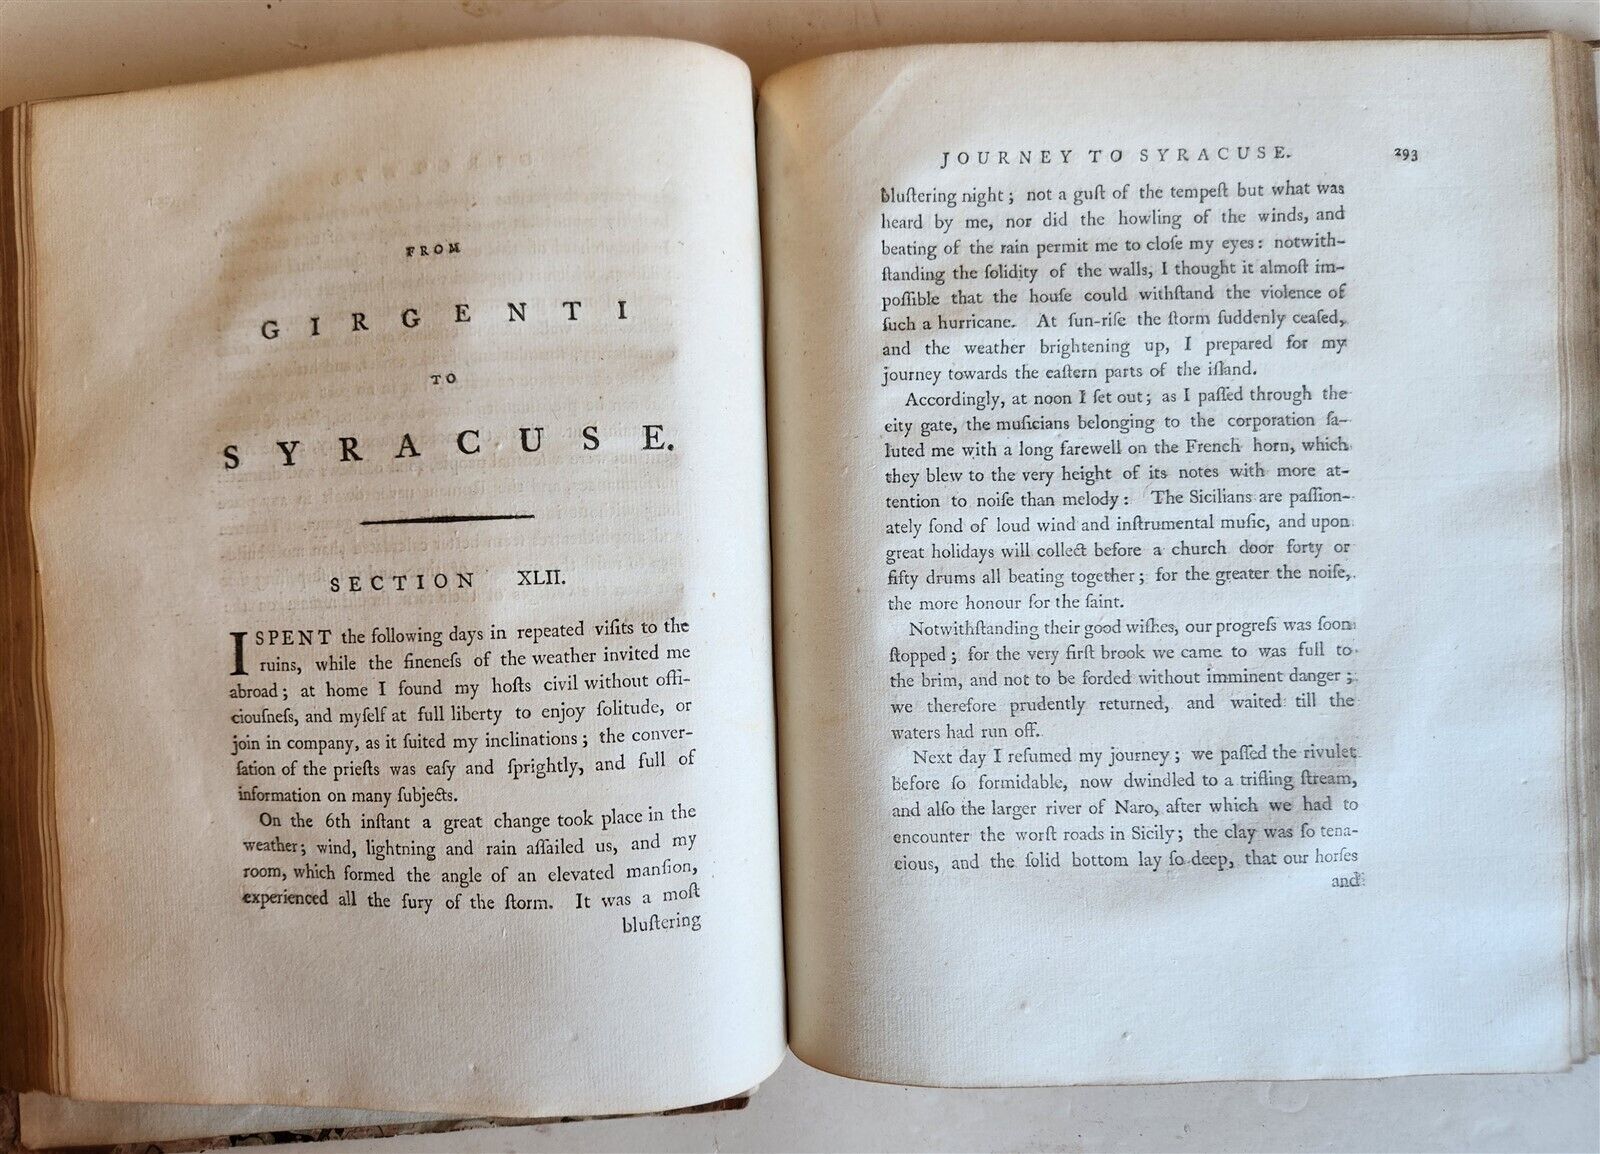 FROM
GIRGENTI
TO
SYRACUSE.
SECTION XLII.
I SPENT the following days in repeated viſits to the
ruins, while the fineneſs of the weather invited me
abroad; at home I found my hoſts civil without offi-
ciouſneſs, and myſelf at full liberty to enjoy ſolitude, or
join in company, as it ſuited my inclinations; the conver-
ſation of the prieſts was eaſy and ſprightly, and full of
information on many ſubjects.
On the 6th inſtant a great change took place in the
weather; wind, lightning and rain aſſailed us, and my
room, which formed the angle of an elevated manſion,
experienced all the fury of the ſtorm. It was a moſt
bluſtering
JOURNEY TO SYRACUSE. 293
bluſtering night; not a guſt of the tempeſt but what was
heard by me, nor did the howling of the winds, and
beating of the rain permit me to cloſe my eyes: notwith-
ſtanding the ſolidity of the walls, I thought it almoſt im-
poſſible that the houſe could withſtand the violence of
ſuch a hurricane. At ſun-riſe the ſtorm ſuddenly ceaſed,
and the weather brightening up, I prepared for my
journey towards the eaſtern parts of the iſland.
Accordingly, at noon I ſet out; as I paſſed through the
city gate, the muſicians belonging to the corporation ſa-
luted me with a long farewell on the French horn, which
they blew to the very height of its notes with more at-
tention to noiſe than melody: The Sicilians are paſſion-
ately fond of loud wind and inſtrumental muſic, and upon
great holidays will collect before a church door forty or
fifty drums all beating together; for the greater the noiſe,
the more honour for the ſaint.
Notwithſtanding their good wiſhes, our progreſs was ſoon
ſtopped; for the very firſt brook we came to was full to
the brim, and not to be forded without imminent danger;
we therefore prudently returned, and waited till the
waters had run off.
Next day I reſumed my journey; we paſſed the rivulet
before ſo formidable, now dwindled to a trifling ſtream,
and alſo the larger river of Naro, after which we had to
encounter the worſt roads in Sicily; the clay was ſo tena-
cious, and the ſolid bottom lay ſo deep, that our horſes
and